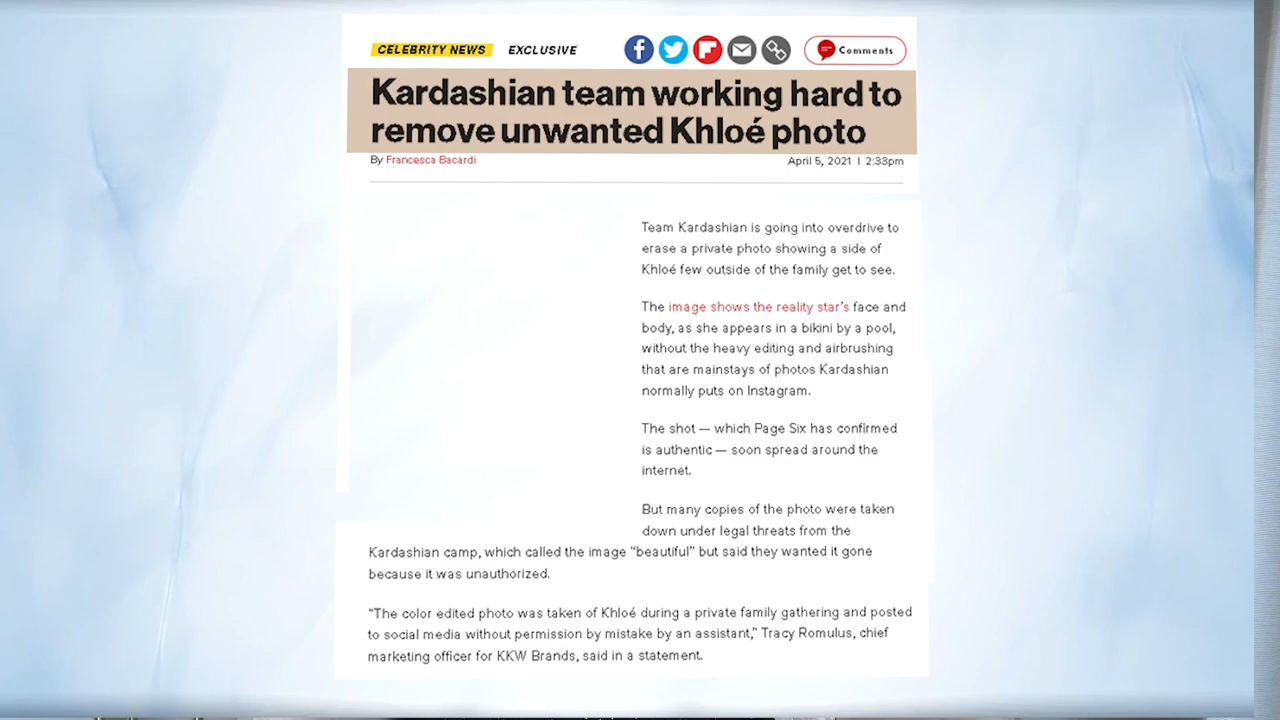 CELEBRITY NEWS EXCLUSIVE Comments
Kardashian team working hard to
remove unwanted Khloé photo
By Francesca Bacardi April 5, 2021 | 2:33pm
Team Kardashian is going into overdrive to
erase a private photo showing a side of
Khloé few outside of the family get to see.
The image shows the reality star's face and
body, as she appears in a bikini by a pool,
without the heavy editing and airbrushing
that are mainstays of photos Kardashian
normally puts on Instagram.
The shot — which Page Six has confirmed
is authentic — soon spread around the
internet.
But many copies of the photo were taken
down under legal threats from the
Kardashian camp, which called the image “beautiful” but said they wanted it gone
because it was unauthorized.
“The color edited photo was taken of Khloé during a private family gathering and posted
to social media without permission by mistake by an assistant,” Tracy Romulus, chief
marketing officer for KKW Brands, said in a statement.